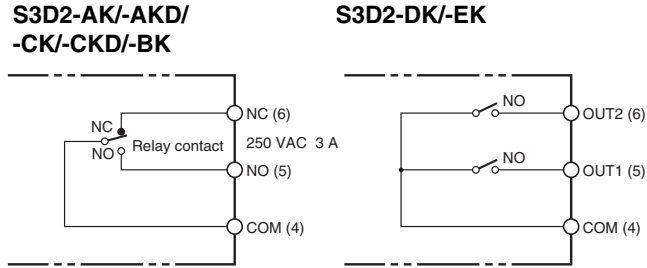 S3D2-AK/-AKD/
-CK/-CKD/-BK
NC (6)
NC
Relay contact
250 VAC 3 A
NO
NO (5)
COM (4)
S3D2-DK/-EK
NO
OUT2 (6)
NO
OUT1 (5)
COM (4)